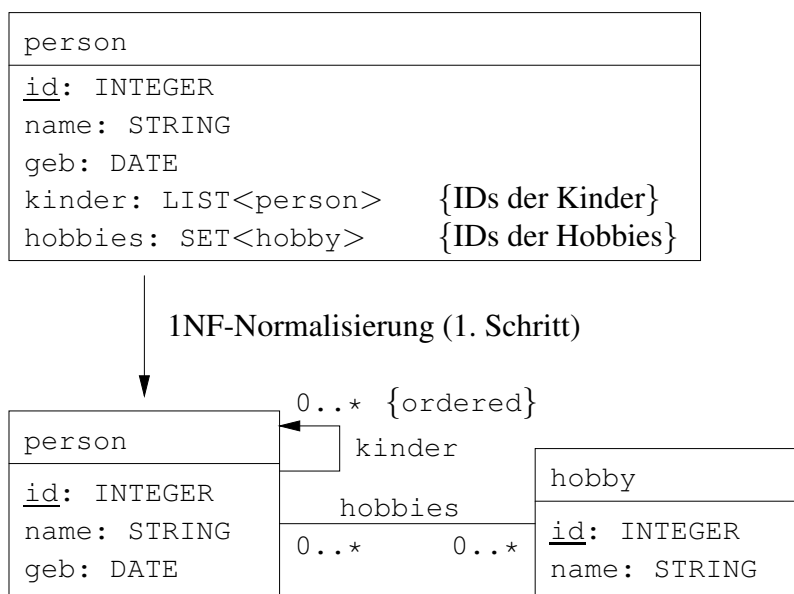 person
id: INTEGER
name: STRING
geb: DATE
kinder: LIST<person> {IDs der Kinder}
hobbies: SET<hobby> {IDs der Hobbies}
1NF-Normalisierung (1. Schritt)
0..* {ordered}
kinder
person
id: INTEGER
name: STRING
geb: DATE
hobbies
0..* 0..*
hobby
id: INTEGER
name: STRING